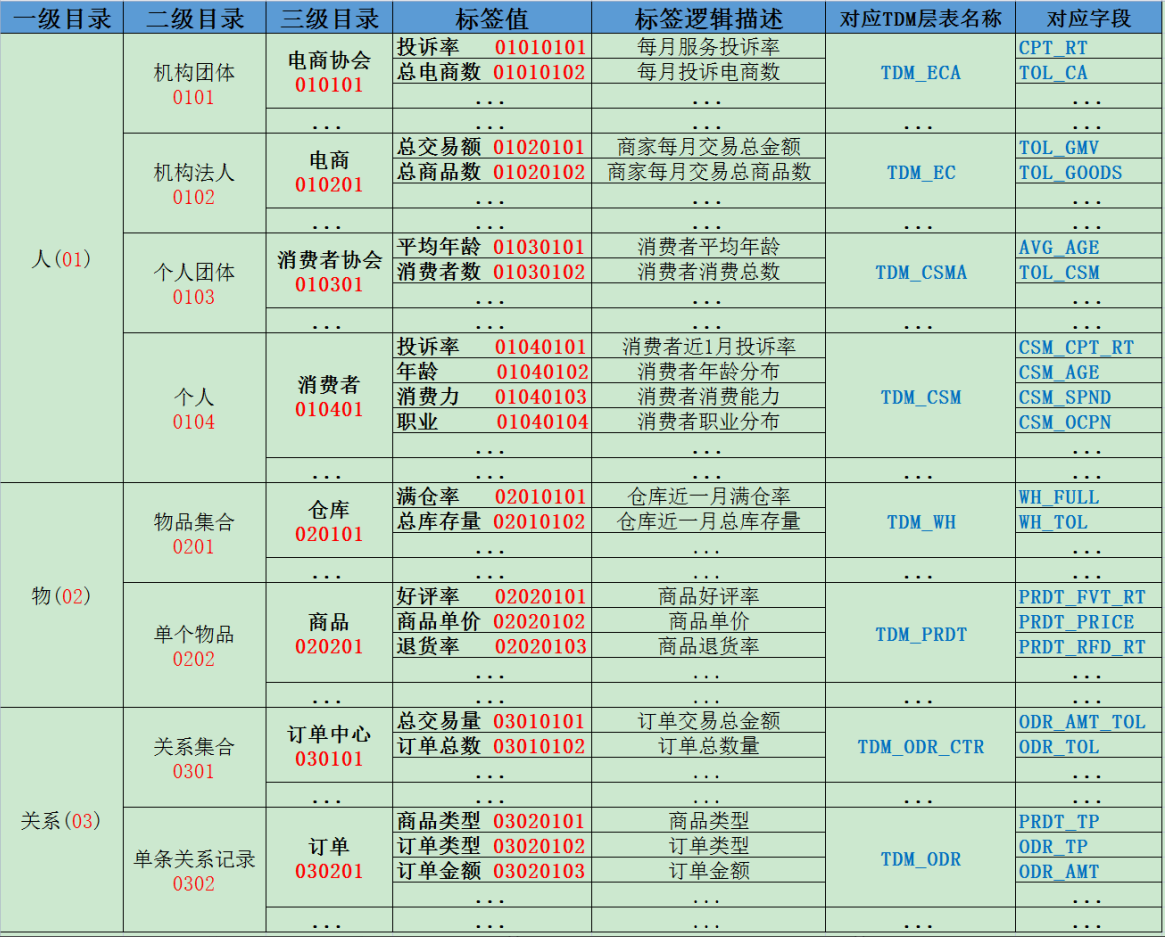 一级目录 二级目录 三级目录 标签值 标签逻辑描述 对应TDM层表名称 对应字段
人(01)
机构团体
0101
电商协会
010101
投诉率 01010101 每月服务投诉率 TDM_ECA CPT_RT
总电商数 01010102 每月投诉电商数 TOL_CA
... ... ...
... ... ... ... ...
机构法人
0102
电商
010201
总交易额 01020101 商家每月交易总金额 TDM_EC TOL_GMV
总商品数 01020102 商家每月交易总商品数 TOL_GOODS
... ... ...
... ... ... ... ...
个人团体
0103
消费者协会
010301
平均年龄 01030101 消费者平均年龄 TDM_CSMA AVG_AGE
消费者数 01030102 消费者消费总数 TOL_CSM
... ... ...
... ... ... ... ...
个人
0104
消费者
010401
投诉率 01040101 消费者近1月投诉率 TDM_CSM CSM_CPT_RT
年龄 01040102 消费者年龄分布 CSM_AGE
消费力 01040103 消费者消费能力 CSM_SPND
职业 01040104 消费者职业分布 CSM_OCPN
... ... ...
... ... ... ... ...
物(02)
物品集合
0201
仓库
020101
满仓率 02010101 仓库近一月满仓率 TDM_WH WH_FULL
总库存量 02010102 仓库近一月总库存量 WH_TOL
... ... ...
... ... ... ... ...
单个物品
0202
商品
020201
好评率 02020101 商品好评率 TDM_PRDT PRDT_FVT_RT
商品单价 02020102 商品单价 PRDT_PRICE
退货率 02020103 商品退货率 PRDT_RFD_RT
... ... ...
... ... ... ... ...
关系(03)
关系集合
0301
订单中心
030101
总交易量 03010101 订单交易总金额 TDM_ODR_CTR ODR_AMT_TOL
订单总数 03010102 订单总数量 ODR_TOL
... ... ...
... ... ... ... ...
单条关系记录
0302
订单
030201
商品类型 03020101 商品类型 TDM_ODR PRDT_TP
订单类型 03020102 订单类型 ODR_TP
订单金额 03020103 订单金额 ODR_AMT
... ... ...
... ... ... ... ...